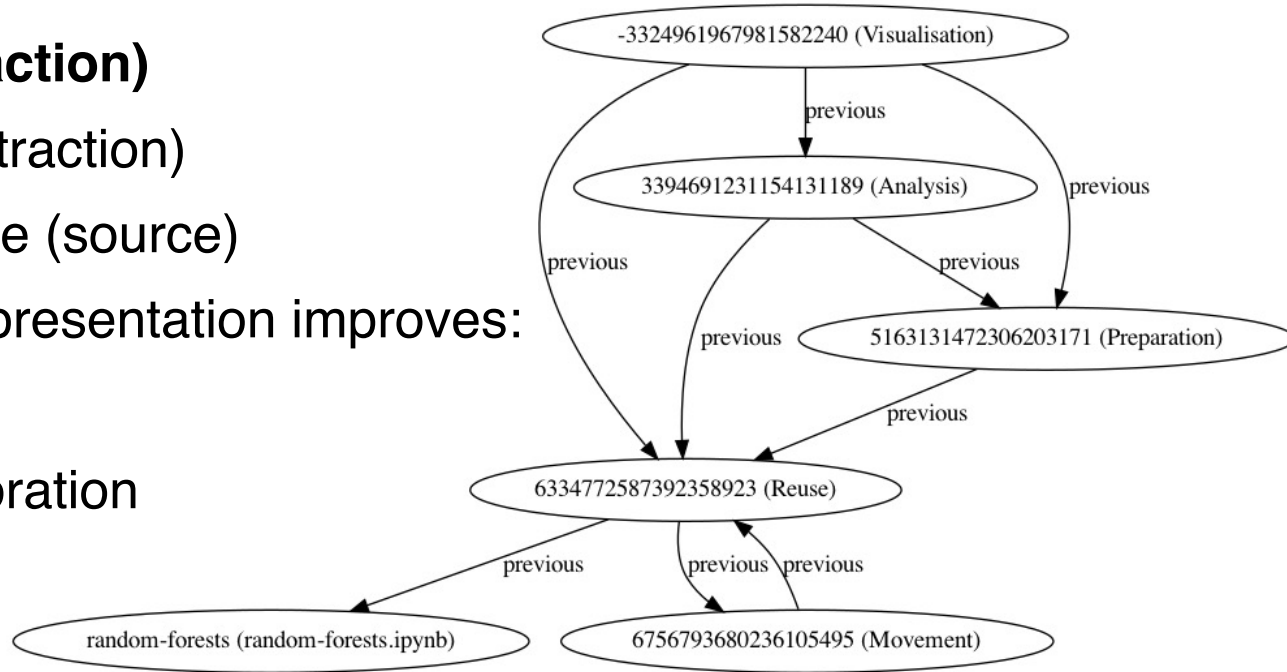 action)
traction)
e (source)
presentation improves:
oration
-3324961967981582240 (Visualisation)
previous
3394691231154131189 (Analysis)
previous
previous
previous
previous
5163131472306203171 (Preparation)
previous
6334772587392358923 (Reuse)
previous
previous
previous
random-forests (random-forests.ipynb)
6756793680236105495 (Movement)